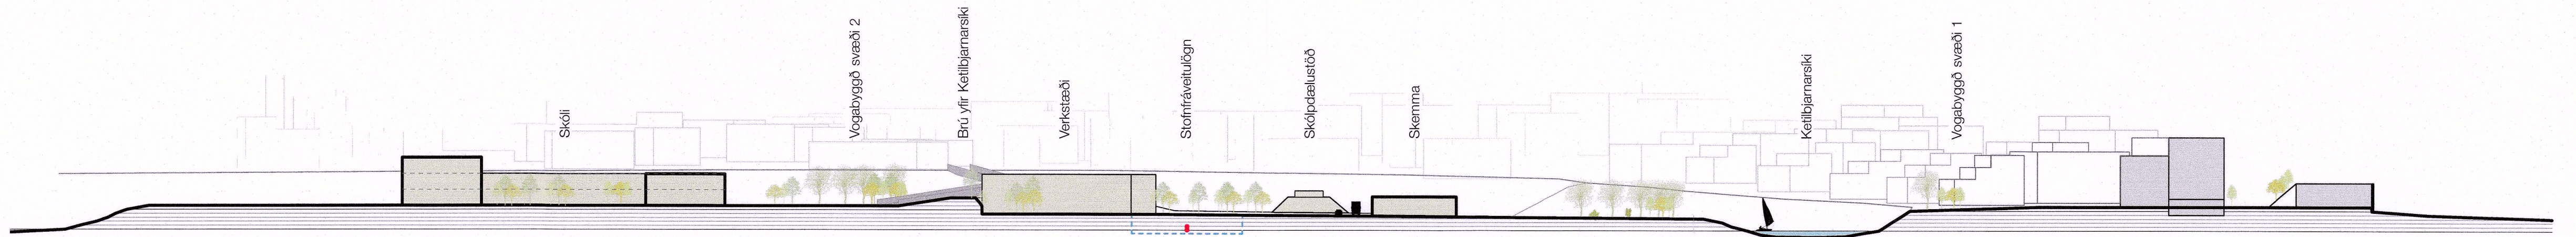 Skóli
Vogabyggð svæði 2
Brú yfir Ketilbjarnarsíki
Verkstæði
Stofnfráveitulögn
Skólpdælustöð
Skemma
Ketilbjarnarsíki
Vogabyggð svæði 1